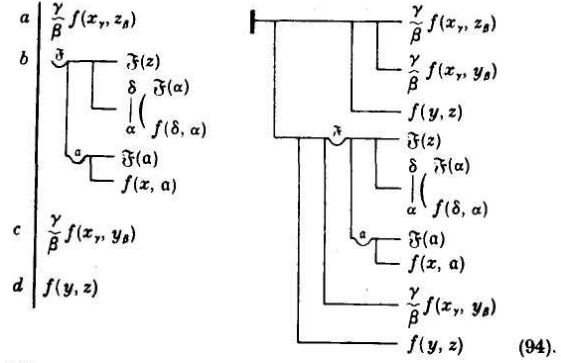 a γ
β̃ f(x_γ, z_β)
b 𝔉 𝔉(z)
δ 𝔉(α)
α ( f(δ, α)
𝔞 𝔉(𝔞)
f(x, 𝔞)
c γ
β̃ f(x_γ, y_β)
d f(y, z)
γ
β̃ f(x_γ, z_β)
γ
β̃ f(x_γ, y_β)
f(y, z)
𝔉 𝔉(z)
δ 𝔉(α)
α ( f(δ, α)
𝔞 𝔉(𝔞)
f(x, 𝔞)
γ
β̃ f(x_γ, y_β)
f(y, z)
(94).